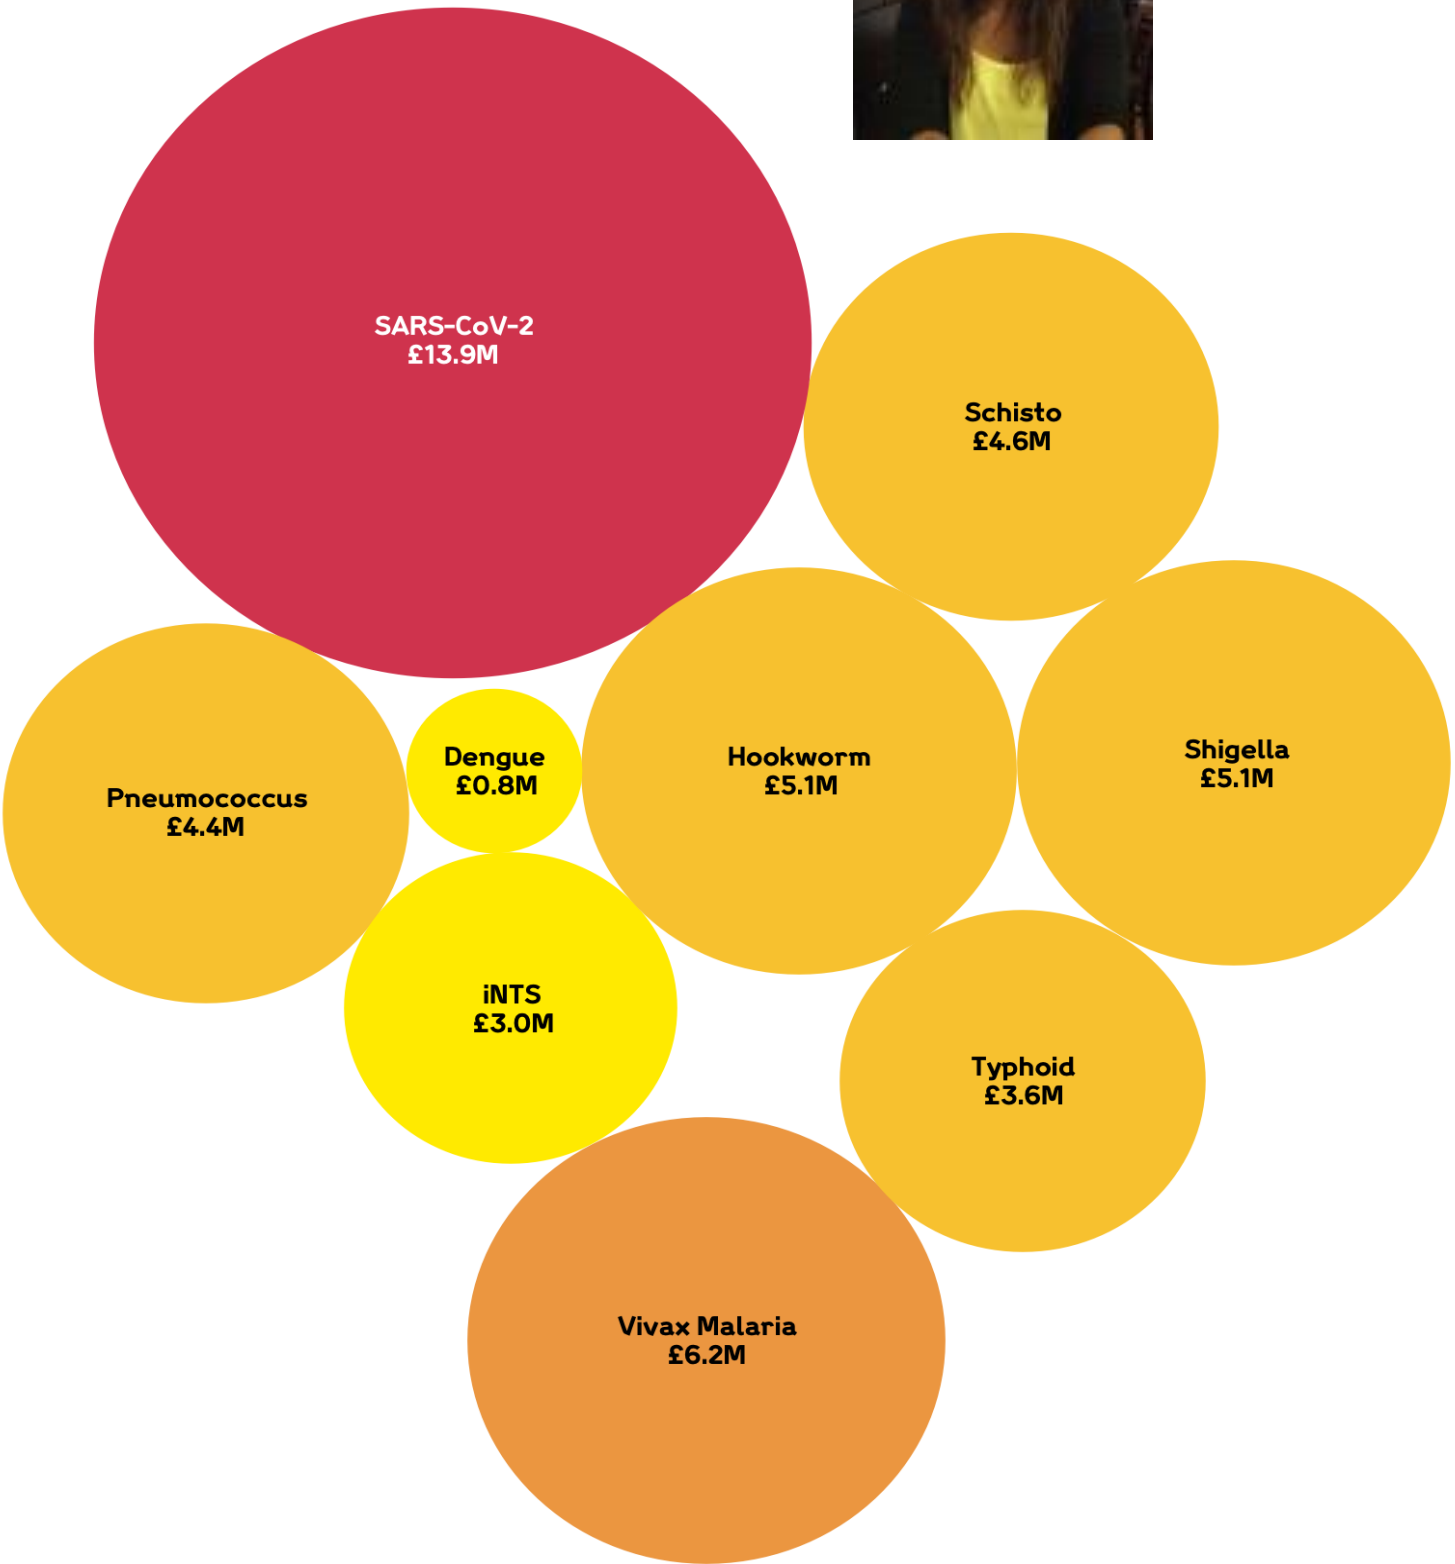 SARS-CoV-2
£13.9M
Schisto
£4.6M
Pneumococcus
£4.4M
Dengue
£0.8M
Hookworm
£5.1M
Shigella
£5.1M
iNTS
£3.0M
Typhoid
£3.6M
Vivax Malaria
£6.2M